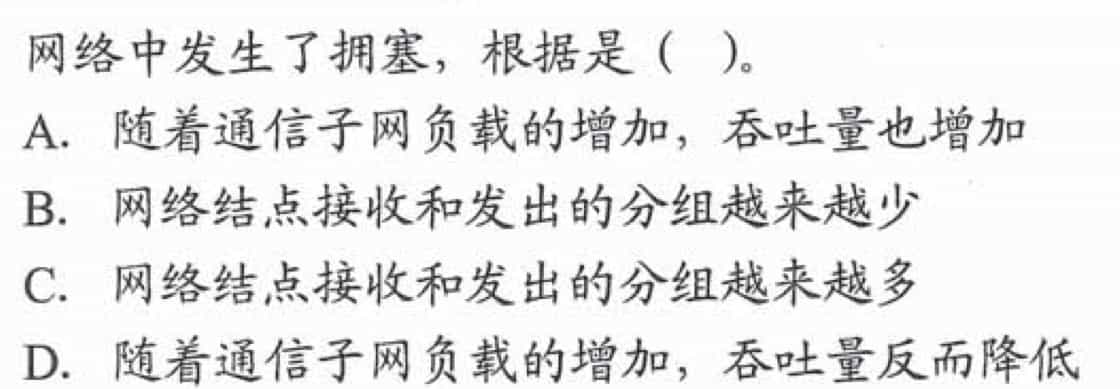 网络中发生了拥塞，根据是（ ）。
A. 随着通信子网负载的增加，吞吐量也增加
B. 网络结点接收和发出的分组越来越少
C. 网络结点接收和发出的分组越来越多
D. 随着通信子网负载的增加，吞吐量反而降低